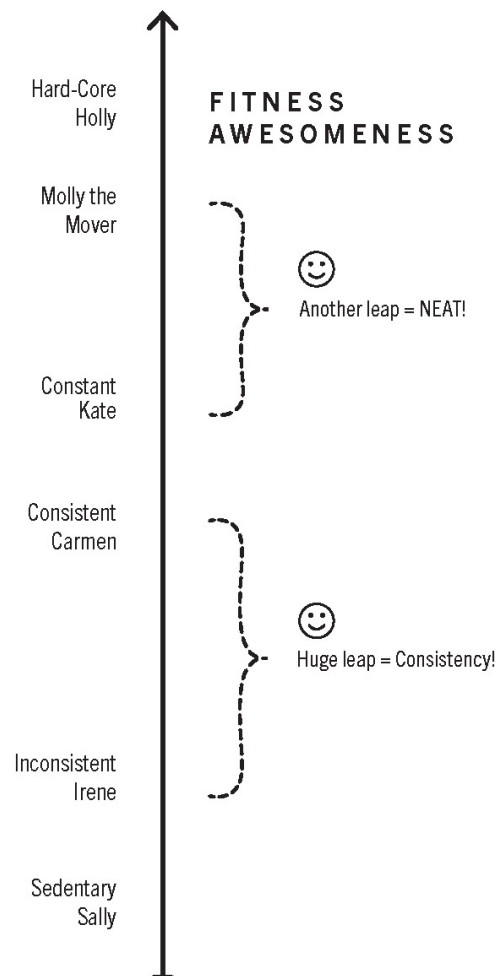 Hard-Core
Holly
FITNESS
AWESOMENESS
Molly the
Mover
Another leap = NEAT!
Constant
Kate
Consistent
Carmen
Huge leap = Consistency!
Inconsistent
Irene
Sedentary
Sally